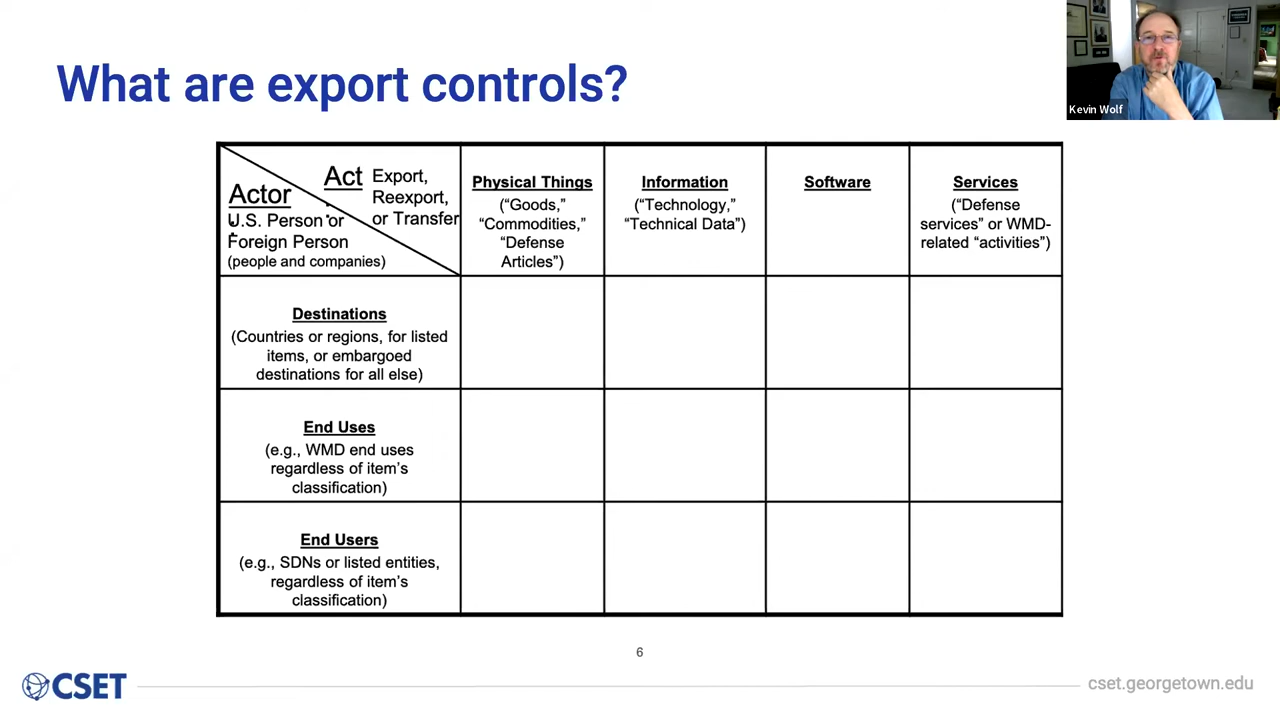 What are export controls?
Kevin Wolf
Act
Export,
Reexport,
or Transfer
Actor
U.S. Person or
Foreign Person
(people and companies)
Physical Things
(“Goods,”
“Commodities,”
“Defense
Articles”)
Information
(“Technology,”
“Technical Data”)
Software
Services
(“Defense
services” or WMD-
related “activities”)
Destinations
(Countries or regions, for listed
items, or embargoed
destinations for all else)
End Uses
(e.g., WMD end uses
regardless of item’s
classification)
End Users
(e.g., SDNs or listed entities,
regardless of item’s
classification)
6
CSET
cset.georgetown.edu